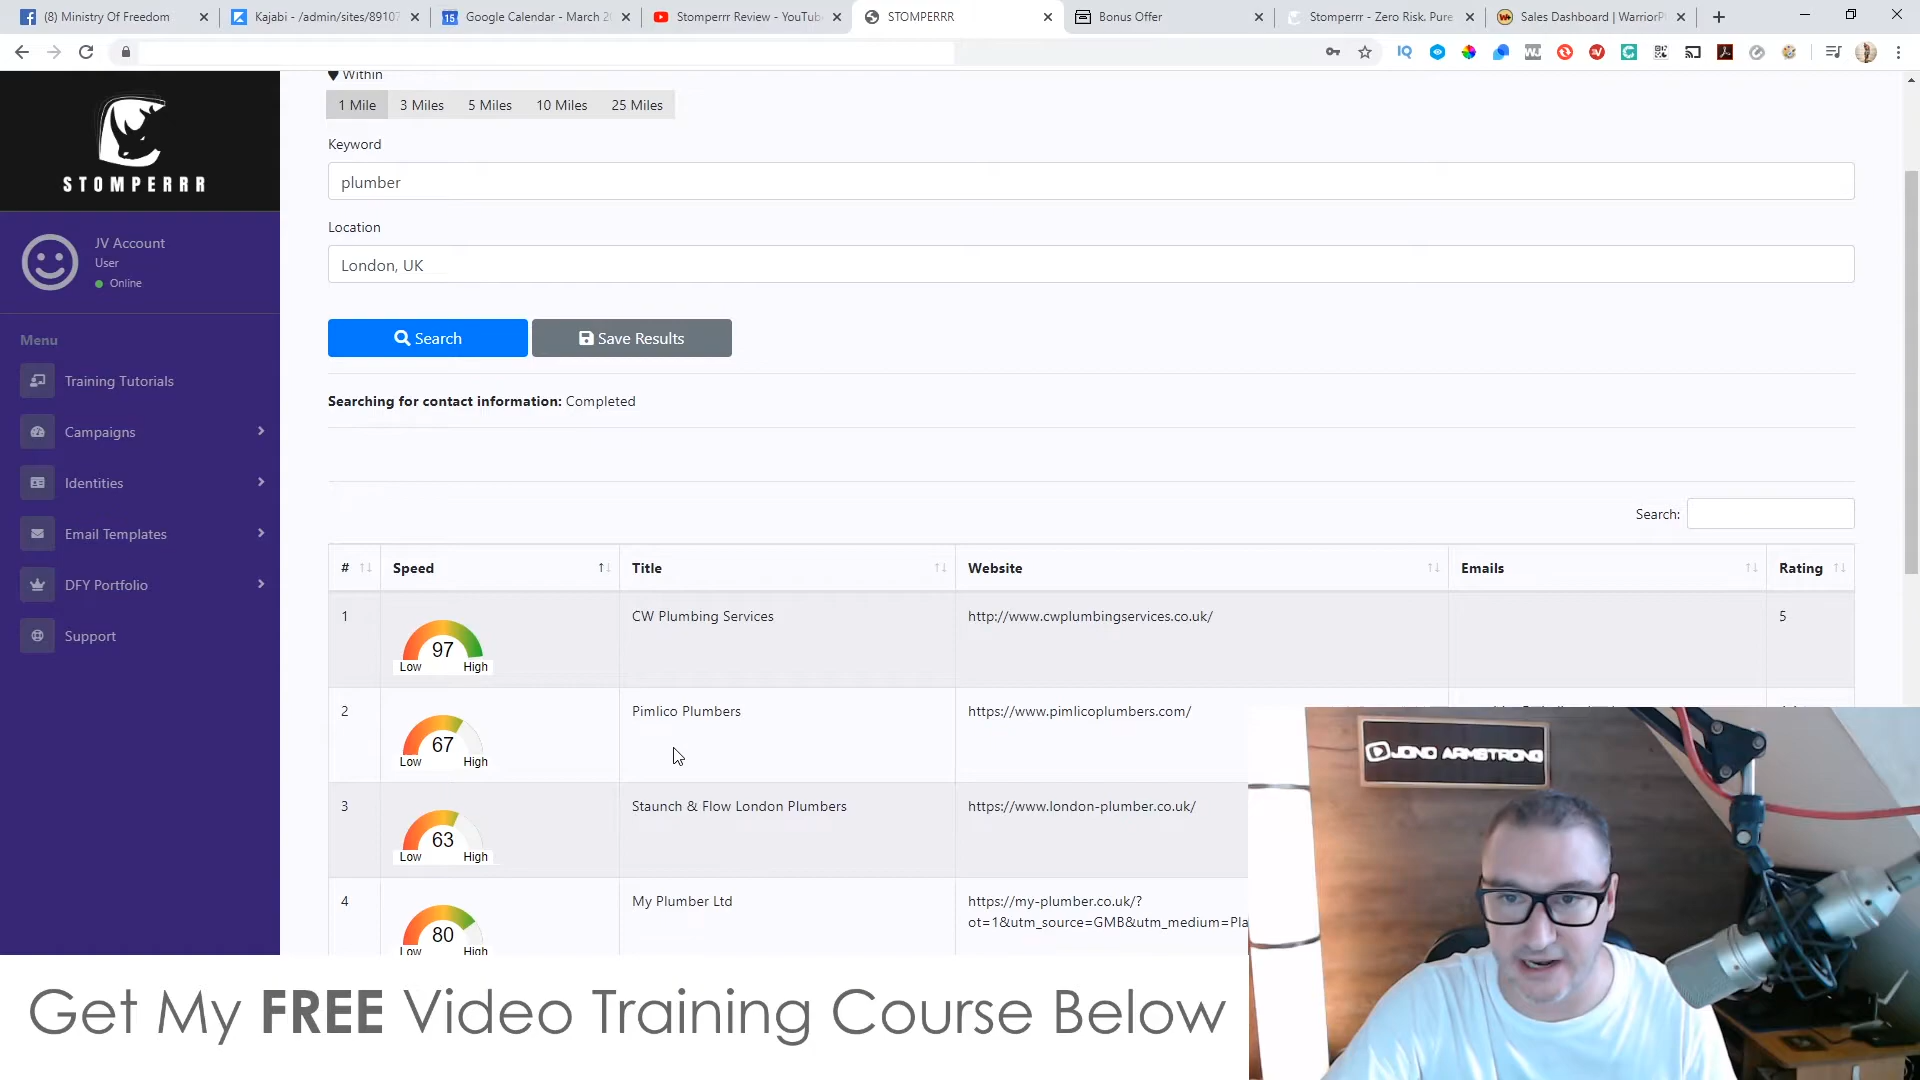 (8) Ministry Of Freedom
Kajabi - /admin/sites/8910
Google Calendar - March 2
Stomperrr Review - YouTube
STOMPERRR
Bonus Offer
Stomperrr - Zero Risk. Pure
Sales Dashboard | WarriorP
Within
1 Mile 3 Miles 5 Miles 10 Miles 25 Miles
Keyword
plumber
Location
London, UK
Search Save Results
Searching for contact information: Completed
STOMPERRR
JV Account
User
Online
Menu
Training Tutorials
Campaigns
Identities
Email Templates
DFY Portfolio
Support
Search:
# Speed Title Website Emails Rating
1 97 Low High CW Plumbing Services http://www.cwplumbingservices.co.uk/ 5
2 67 Low High Pimlico Plumbers https://www.pimlicoplumbers.com/
3 63 Low High Staunch & Flow London Plumbers https://www.london-plumber.co.uk/
4 80 Low High My Plumber Ltd https://my-plumber.co.uk/?
ot=1&utm_source=GMB&utm_medium=Pla
JONO ARMSTRONG
Get My FREE Video Training Course Below